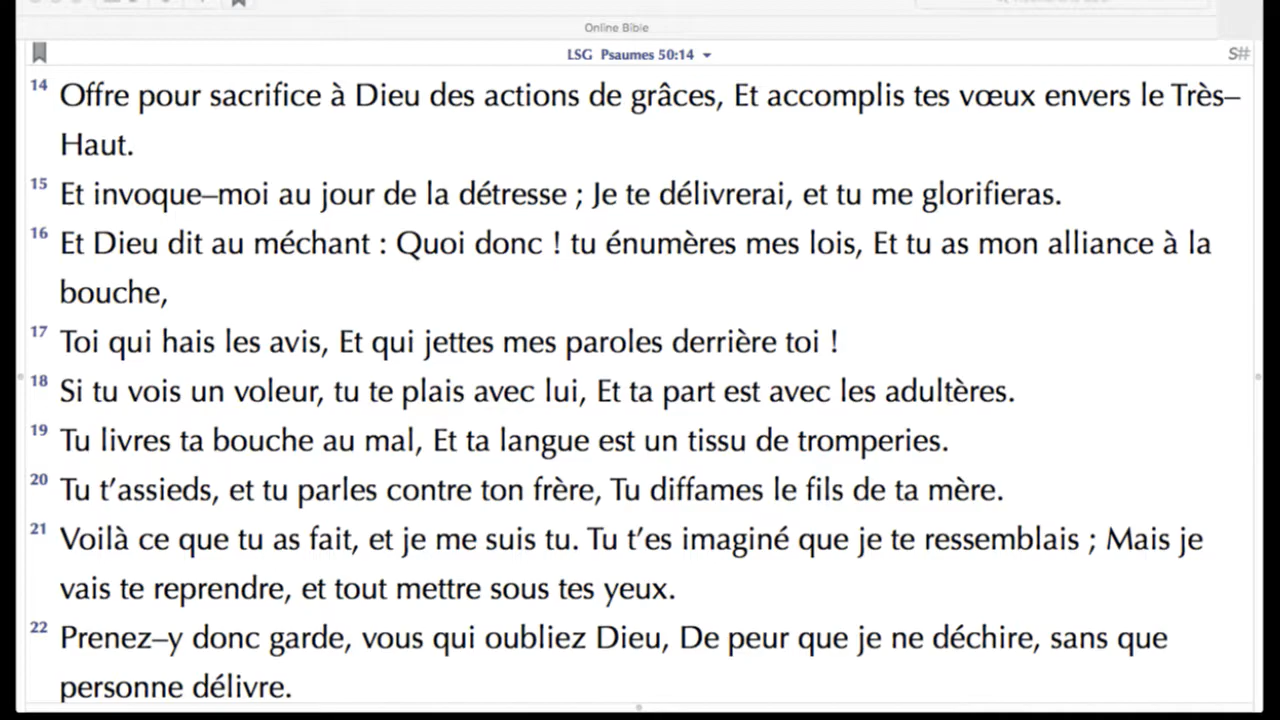 Online Bible
LSG Psaumes 50:14
S#
14 Offre pour sacrifice à Dieu des actions de grâces, Et accomplis tes vœux envers le Très–
Haut.
15 Et invoque–moi au jour de la détresse ; Je te délivrerai, et tu me glorifieras.
16 Et Dieu dit au méchant : Quoi donc ! tu énumères mes lois, Et tu as mon alliance à la
bouche,
17 Toi qui hais les avis, Et qui jettes mes paroles derrière toi !
18 Si tu vois un voleur, tu te plais avec lui, Et ta part est avec les adultères.
19 Tu livres ta bouche au mal, Et ta langue est un tissu de tromperies.
20 Tu t’assieds, et tu parles contre ton frère, Tu diffames le fils de ta mère.
21 Voilà ce que tu as fait, et je me suis tu. Tu t’es imaginé que je te ressemblais ; Mais je
vais te reprendre, et tout mettre sous tes yeux.
22 Prenez–y donc garde, vous qui oubliez Dieu, De peur que je ne déchire, sans que
personne délivre.